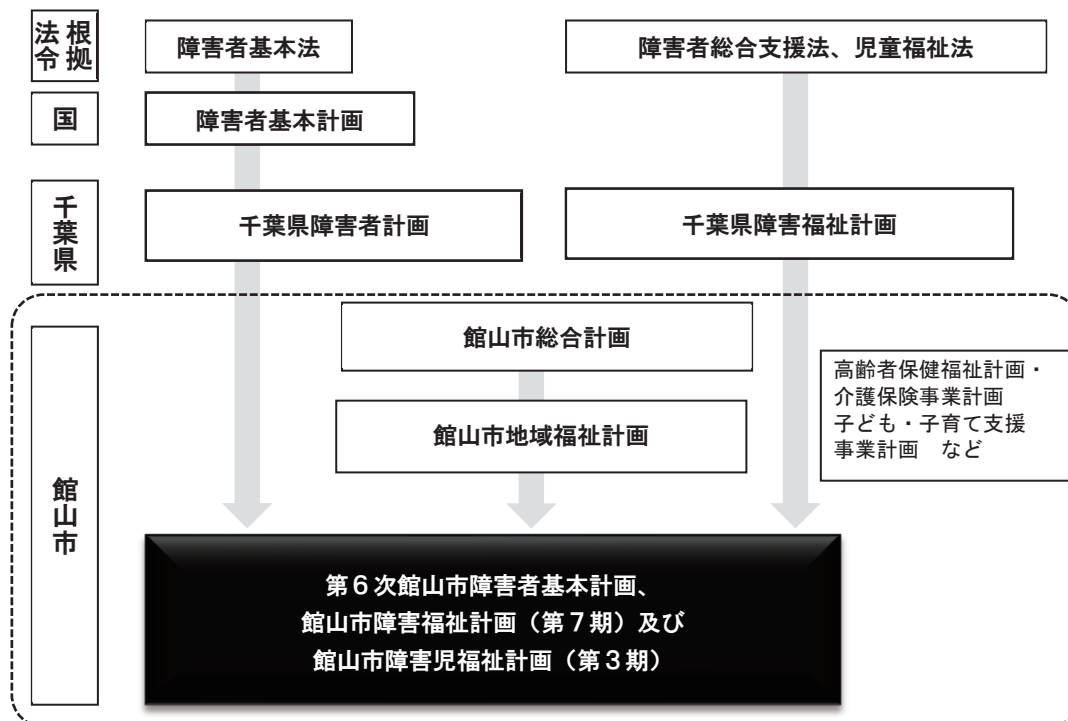 根拠
法令
障害者基本法
障害者総合支援法、児童福祉法
国
障害者基本計画
千葉県
千葉県障害者計画
千葉県障害福祉計画
館山市
館山市総合計画
館山市地域福祉計画
高齢者保健福祉計画・
介護保険事業計画
子ども・子育て支援
事業計画　など
第６次館山市障害者基本計画、
館山市障害福祉計画（第７期）及び
館山市障害児福祉計画（第３期）